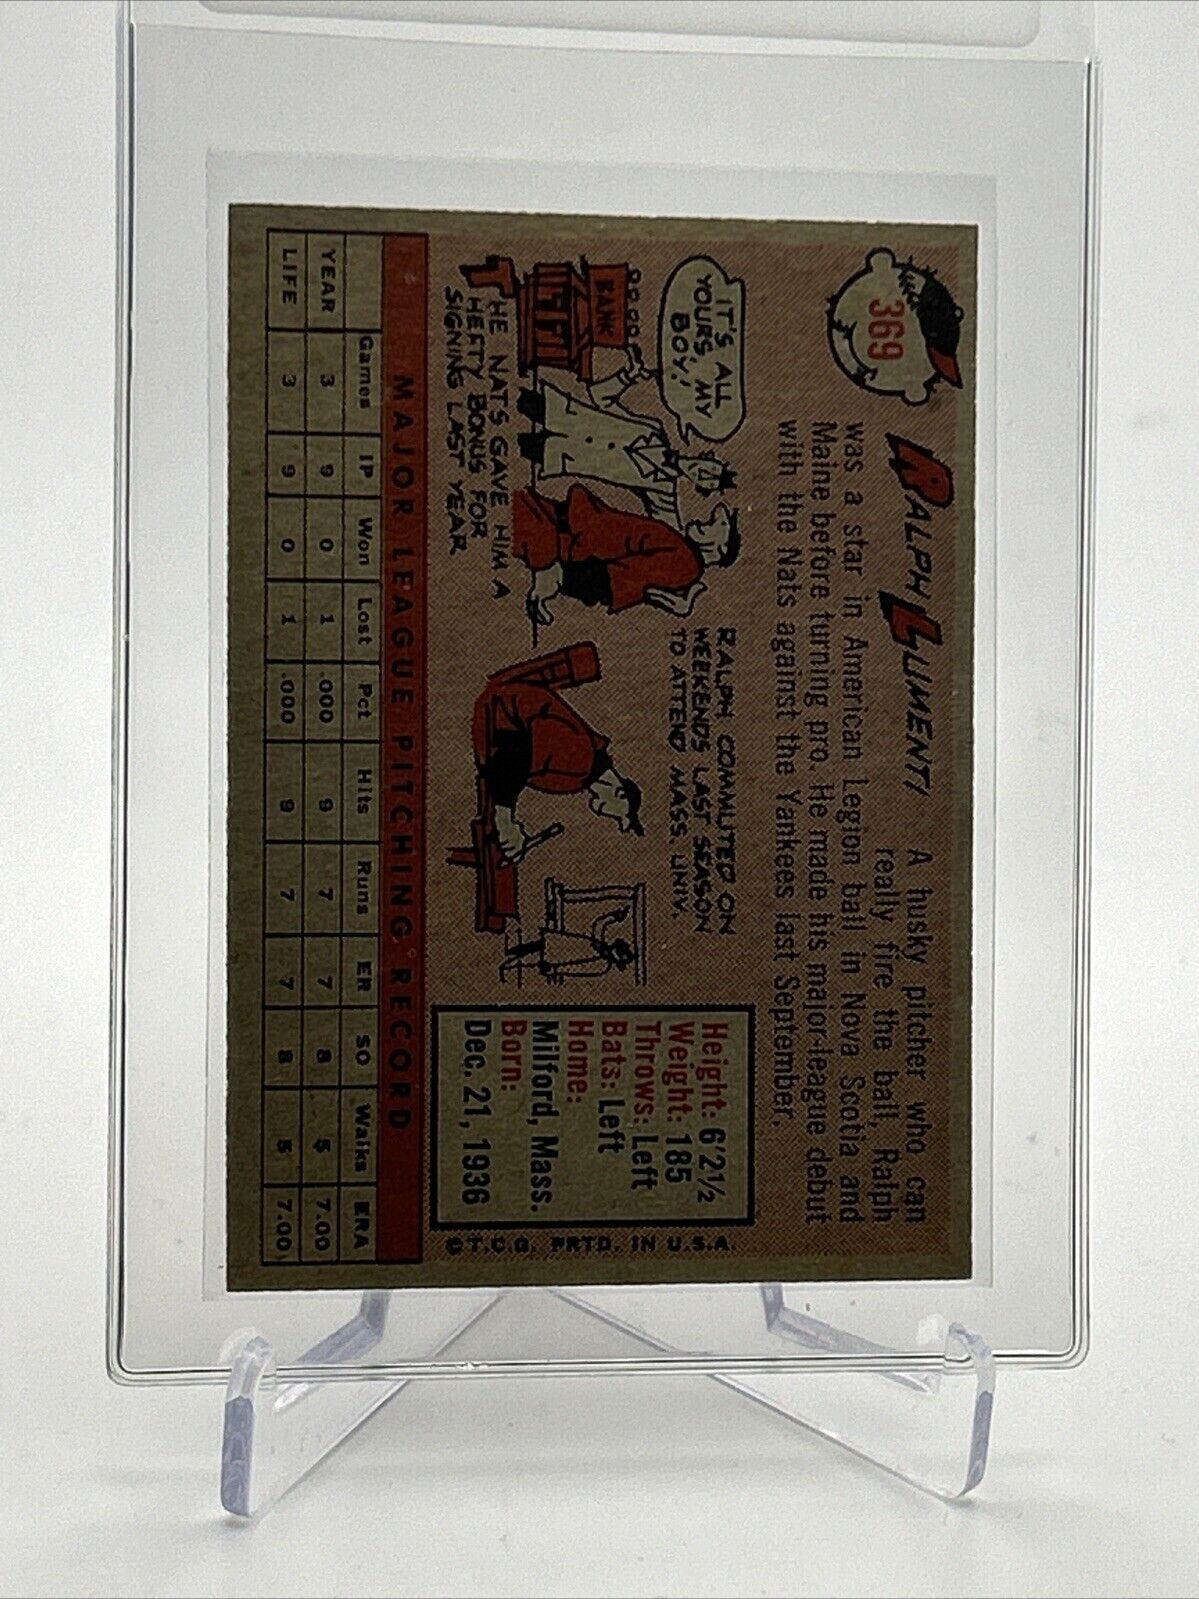 369
RALPH LUMENTI A husky pitcher who can
really fire the ball, Ralph
was a star in American Legion ball in Nova Scotia and
Maine before turning pro. He made his major-league debut
with the Nats against the Yankees last September.
IT'S ALL
YOURS, MY
BOY!
BANK
THE NATS GAVE HIM A
HEFTY BONUS FOR
SIGNING LAST YEAR
RALPH COMMUTED ON
WEEKENDS LAST SEASON
TO ATTEND MASS. UNIV.
Height: 6'2½
Weight: 185
Throws: Left
Bats: Left
Home:
Milford, Mass.
Born:
Dec. 21, 1936
© T.C.G. PRTD. IN U.S.A.
MAJOR LEAGUE PITCHING RECORD
Games IP Won Lost Pct Hits Runs ER SO Walks ERA
YEAR 3 9 0 1 .000 9 7 7 8 5 7.00
LIFE 3 9 0 1 .000 9 7 7 8 5 7.00